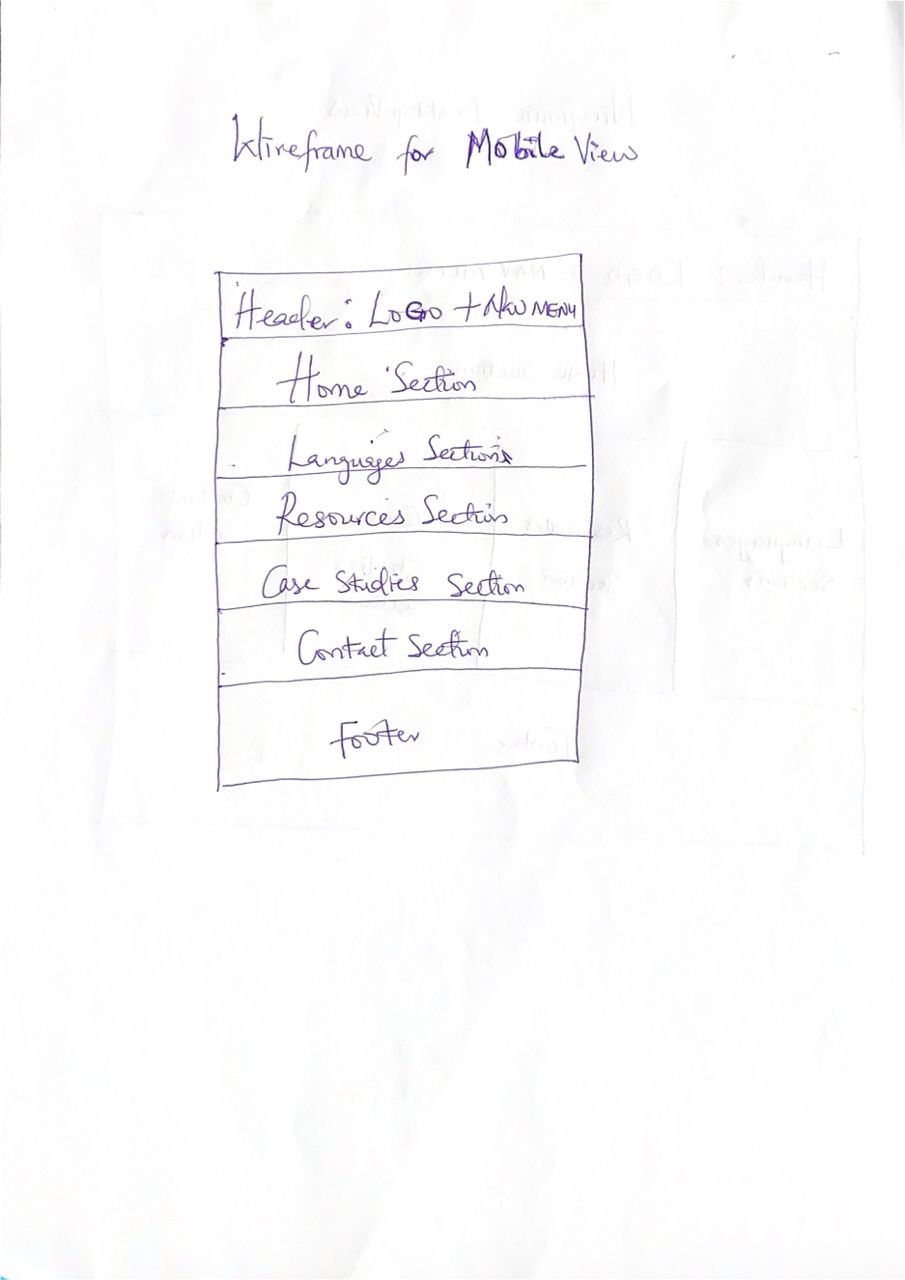 Wireframe for Mobile View
Header: LOGO + NAV MENU
Home Section
Languages Section
Resources Section
Case Studies Section
Contact Section
Footer